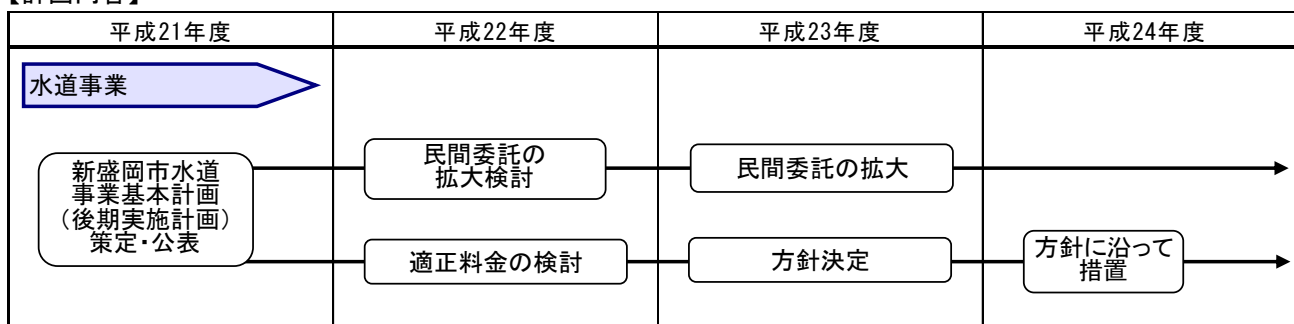 【計画内容】
平成21年度
平成22年度
平成23年度
平成24年度
水道事業
新盛岡市水道
事業基本計画
（後期実施計画）
策定・公表
民間委託の
拡大検討
民間委託の拡大
適正料金の検討
方針決定
方針に沿って
措置